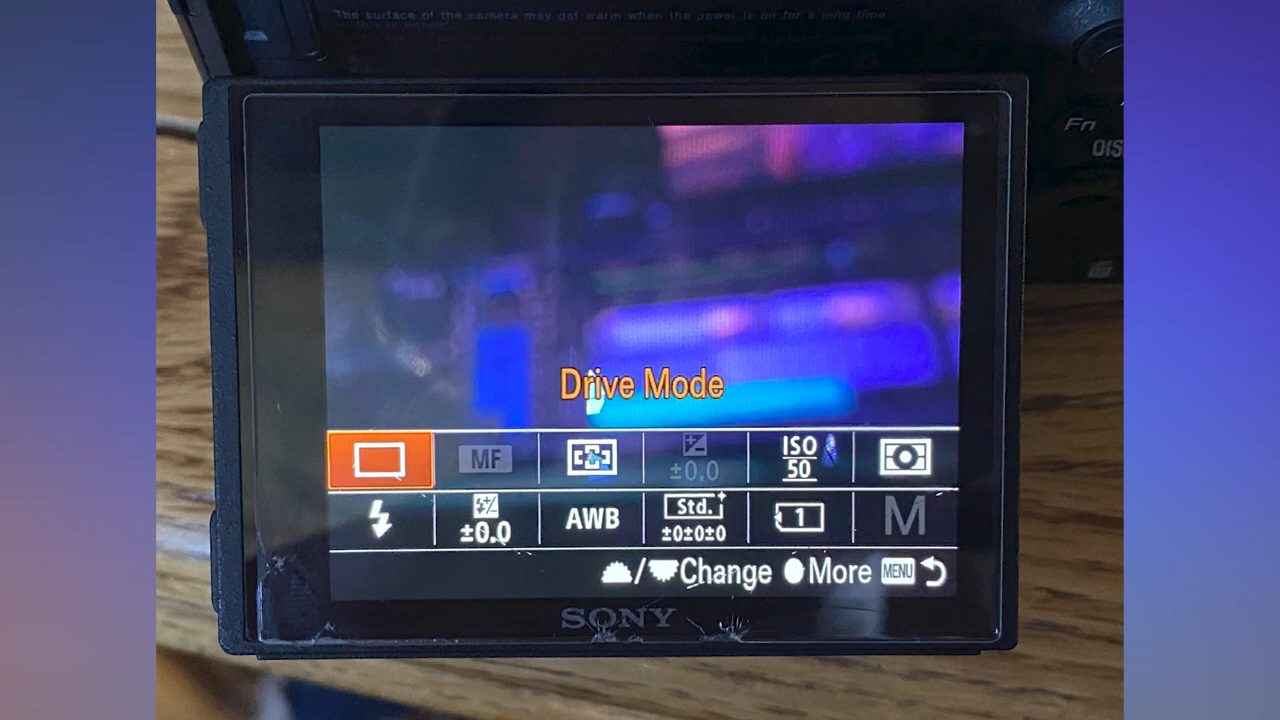 The surface of the camera may get warm when the power is on for a long time.
Fn
DIS
Drive Mode
MF
±0.0
ISO
50
±0.0
AWB
Std.
±0±0±0
1
M
/ Change More MENU
SONY